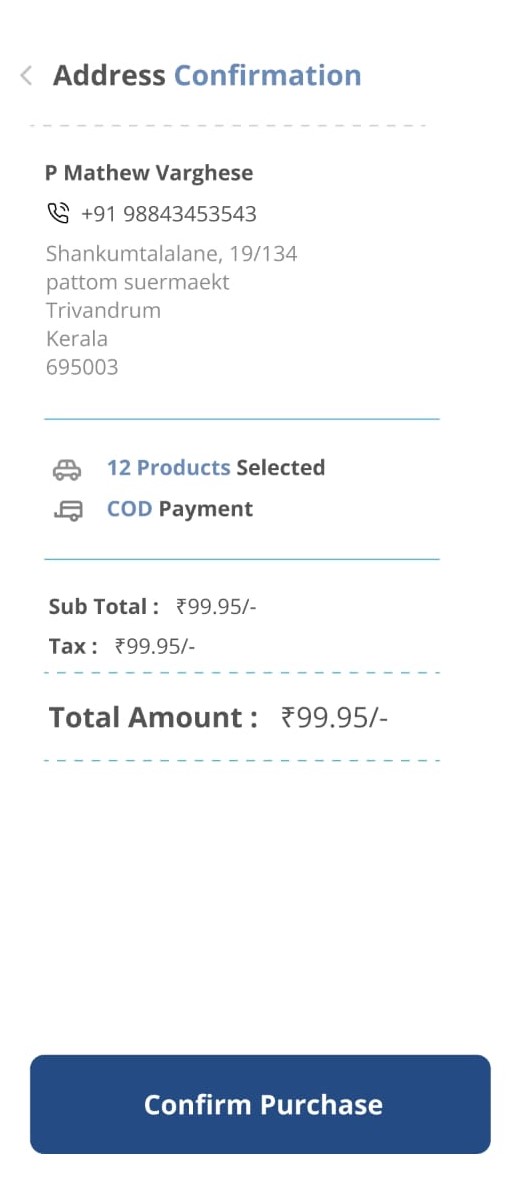 Address Confirmation
P Mathew Varghese
+91 98843453543
Shankumtalalane, 19/134
pattom suermaekt
Trivandrum
Kerala
695003
12 Products Selected
COD Payment
Sub Total : ₹99.95/-
Tax : ₹99.95/-
Total Amount : ₹99.95/-
Confirm Purchase